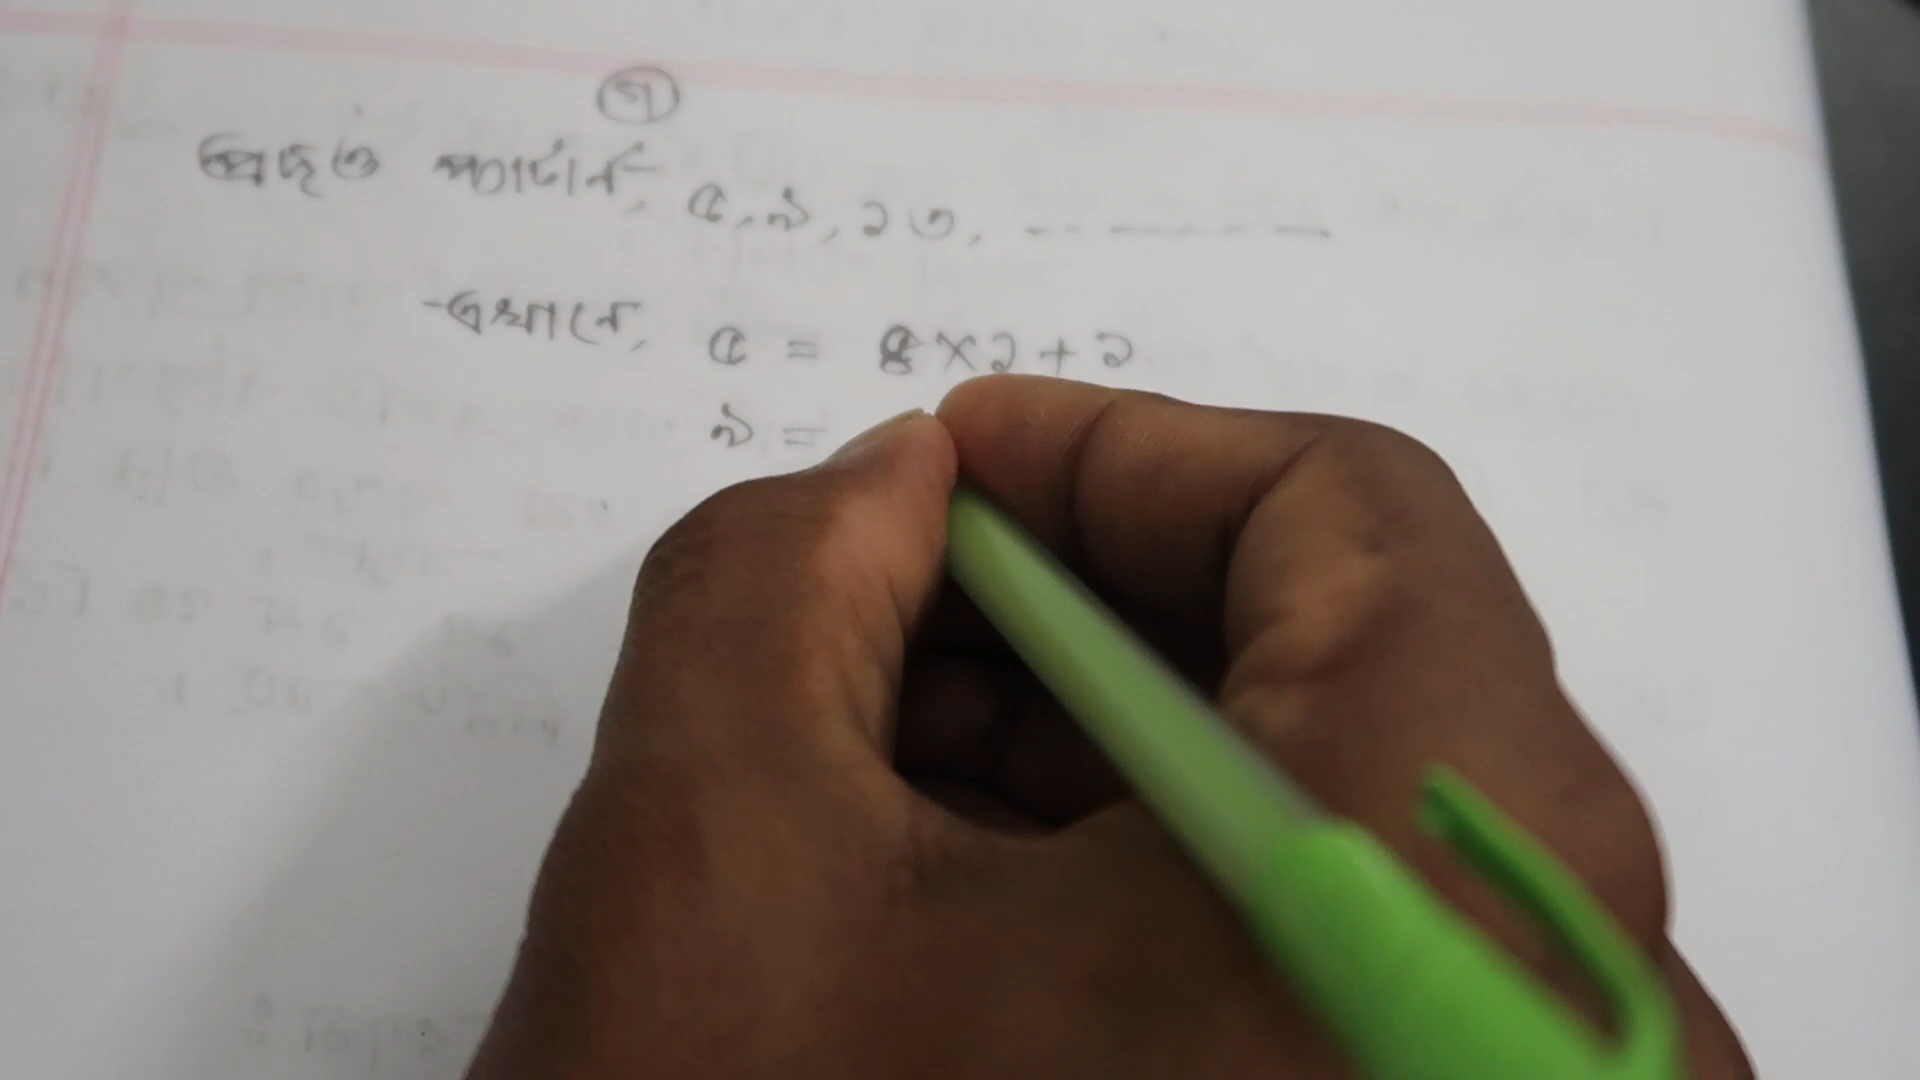 গ
প্রদত্ত প্যাটার্ন, ৫, ৯, ১৩, ----------
এখানে, ৫ = ৪×১+১
৯ =